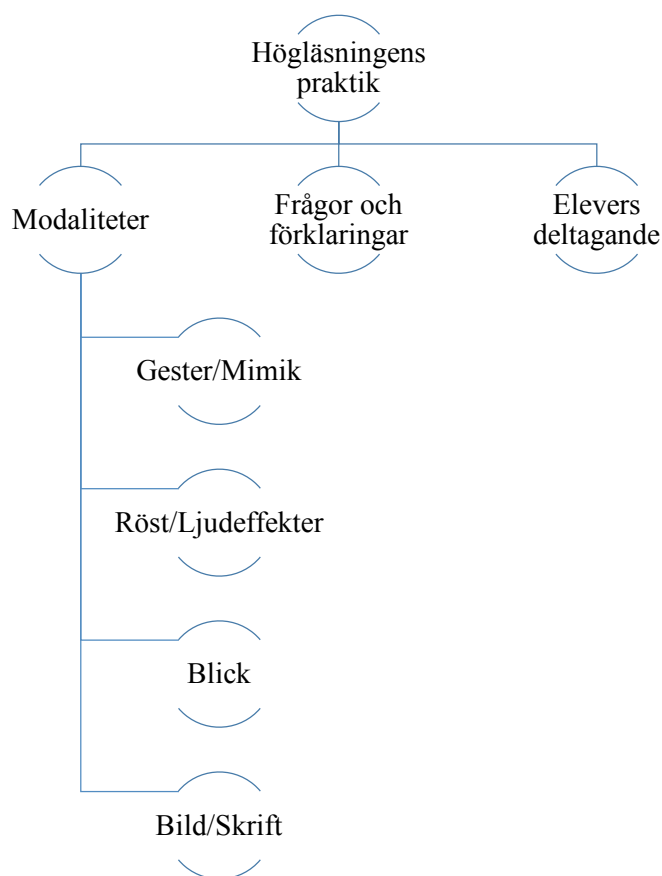 Högläsningens
praktik
Modaliteter
Frågor och
förklaringar
Elevers
deltagande
Gester/Mimik
Röst/Ljudeffekter
Blick
Bild/Skrift